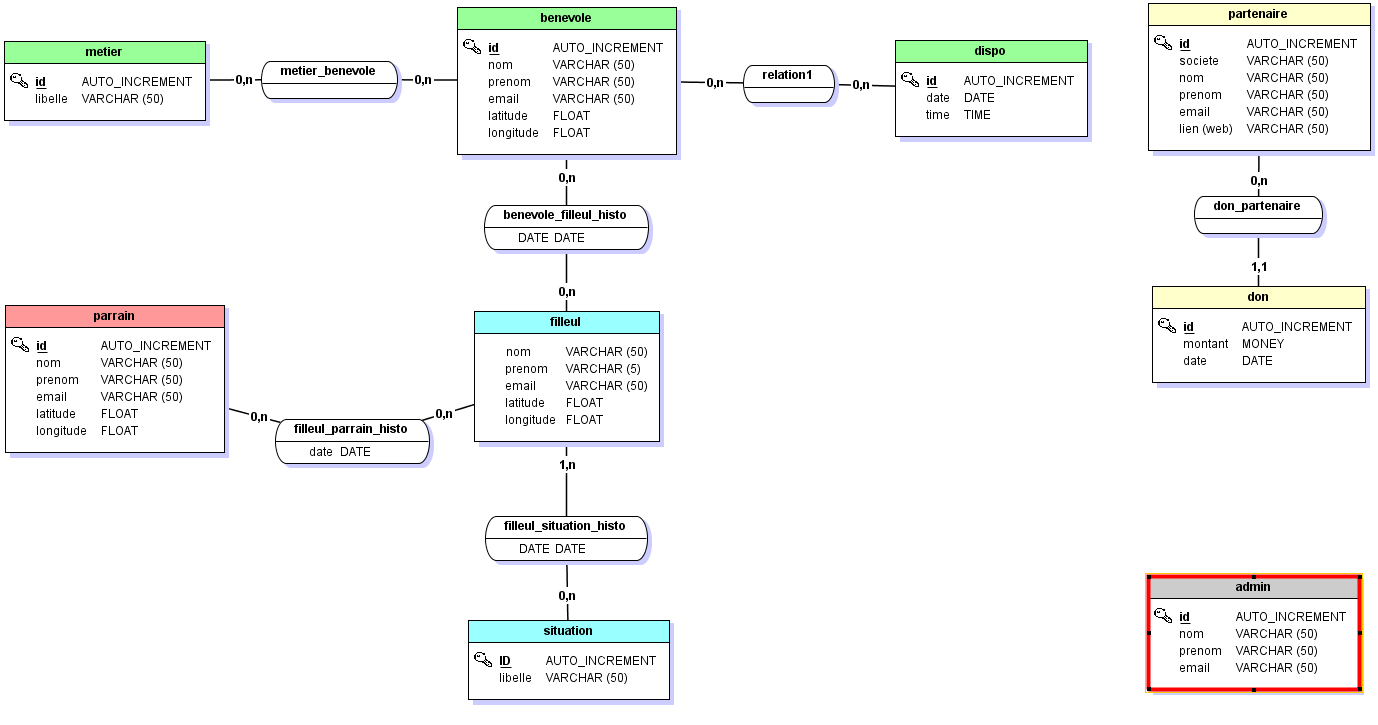 benevole
id AUTO_INCREMENT
nom VARCHAR (50)
prenom VARCHAR (50)
email VARCHAR (50)
latitude FLOAT
longitude FLOAT
metier
id AUTO_INCREMENT
libelle VARCHAR (50)
0,n
metier_benevole
0,n
0,n
relation1
0,n
dispo
id AUTO_INCREMENT
date DATE
time TIME
partenaire
id AUTO_INCREMENT
societe VARCHAR (50)
nom VARCHAR (50)
prenom VARCHAR (50)
email VARCHAR (50)
lien (web) VARCHAR (50)
0,n
don_partenaire
1,1
don
id AUTO_INCREMENT
montant MONEY
date DATE
0,n
benevole_filleul_histo
DATE DATE
0,n
parrain
id AUTO_INCREMENT
nom VARCHAR (50)
prenom VARCHAR (50)
email VARCHAR (50)
latitude FLOAT
longitude FLOAT
0,n
filleul_parrain_histo
date DATE
0,n
filleul
nom VARCHAR (50)
prenom VARCHAR (5)
email VARCHAR (50)
latitude FLOAT
longitude FLOAT
1,n
filleul_situation_histo
DATE DATE
0,n
situation
ID AUTO_INCREMENT
libelle VARCHAR (50)
admin
id AUTO_INCREMENT
nom VARCHAR (50)
prenom VARCHAR (50)
email VARCHAR (50)